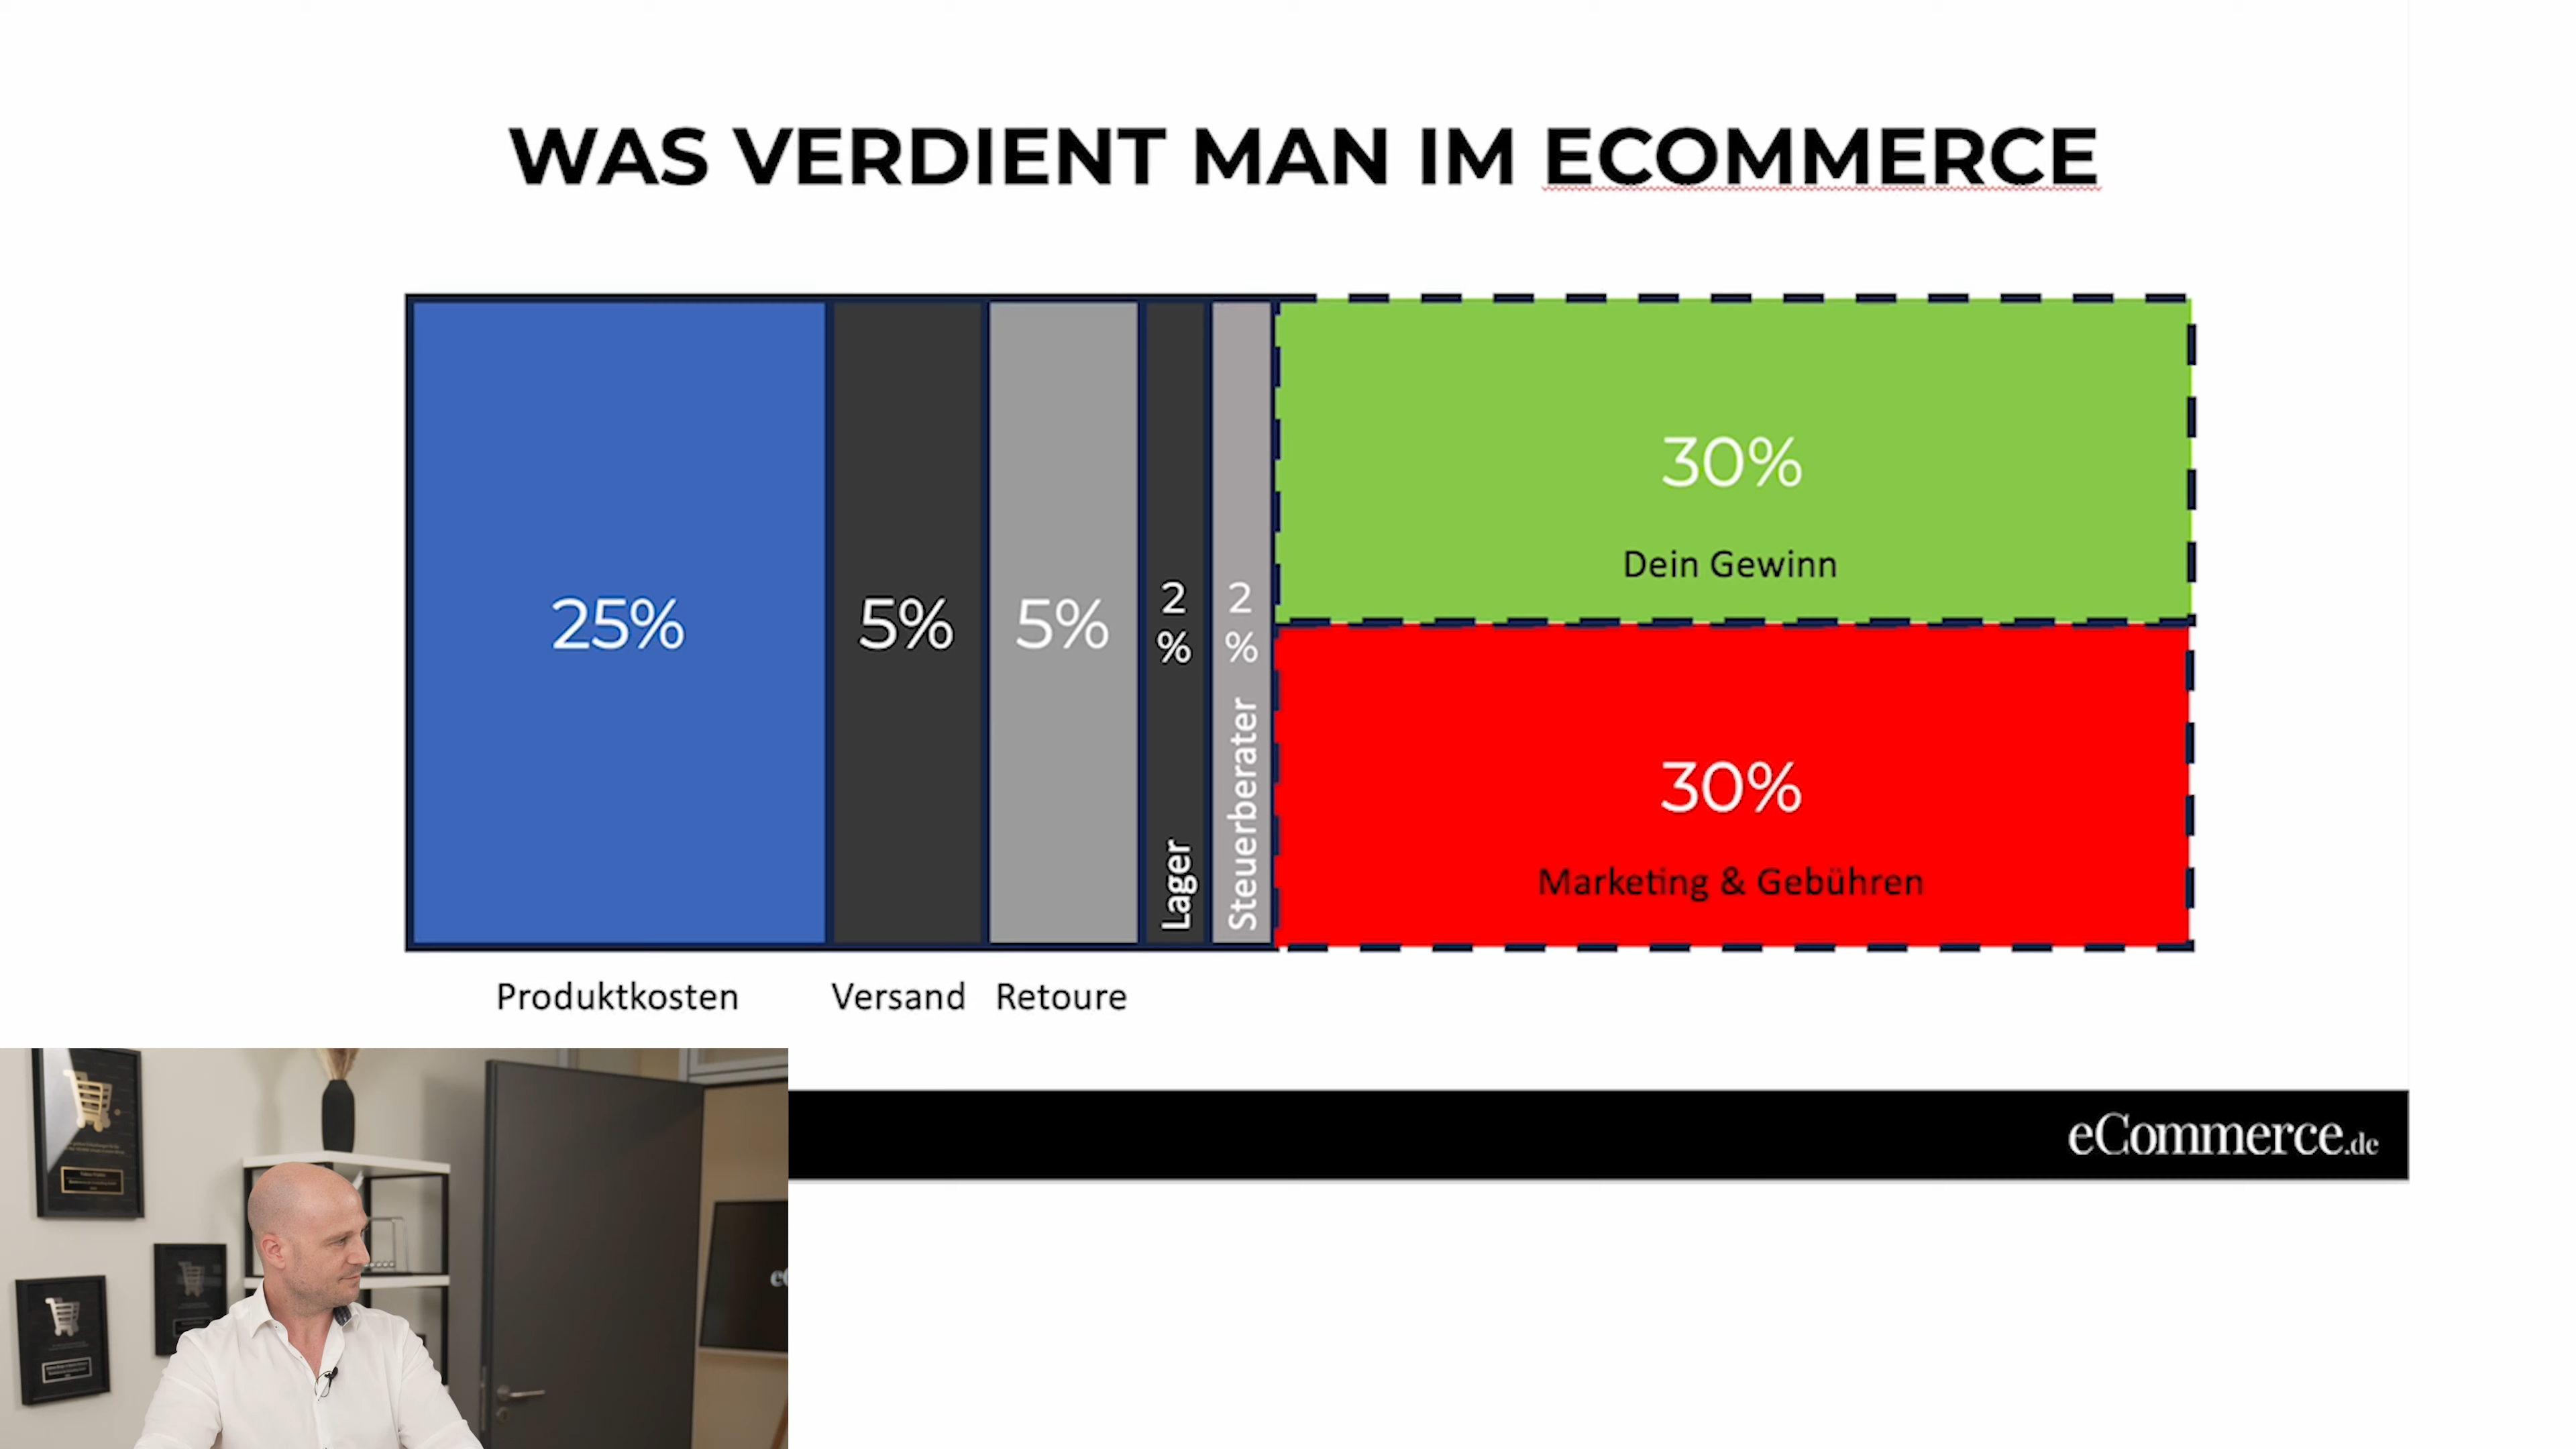 WAS VERDIENT MAN IM ECOMMERCE
25%
5%
5%
2
%
2
%
Lager
Steuerberater
30%
Dein Gewinn
30%
Marketing & Gebühren
Produktkosten
Versand
Retoure
eCommerce.de